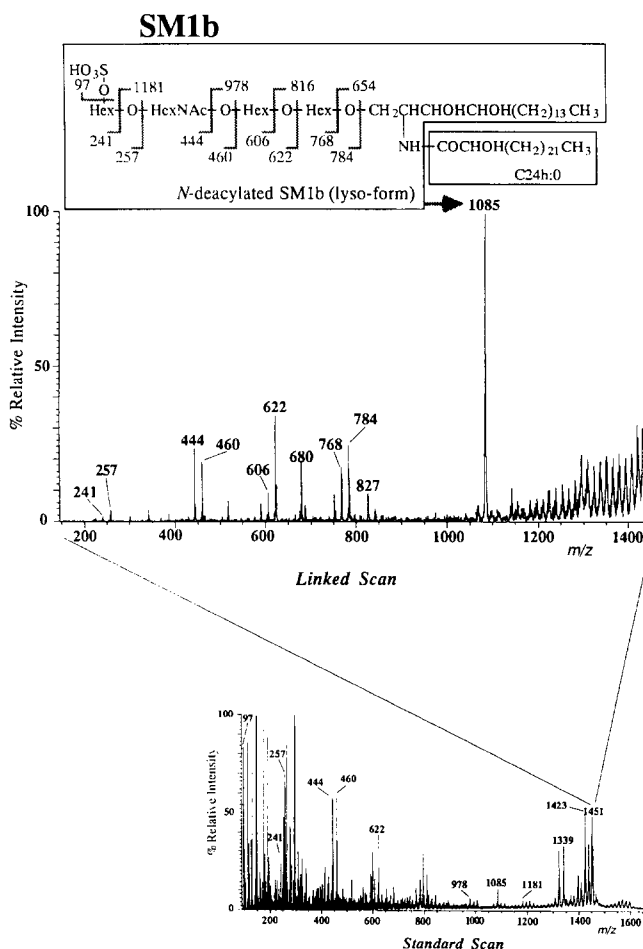 SM1b
HO₃S
97 O 1181 978 816 654
Hex O HexNAc O Hex O Hex O CH₂CHCHOHCHOH(CH₂)₁₃CH₃
241 444 606 768
257 460 622 784
NH COCHOH(CH₂)₂₁CH₃
C24h:0
N-deacylated SM1b (lyso-form)
1085
100
50
0
% Relative Intensity
241
257
444
460
606
622
680
768
784
827
200 400 600 800 1000 1200 1400
m/z
Linked Scan
100
50
0
% Relative Intensity
97
257
241
444
460
622
978
1085
1181
1339
1423
1451
200 400 600 800 1000 1200 1400 1600
m/z
Standard Scan